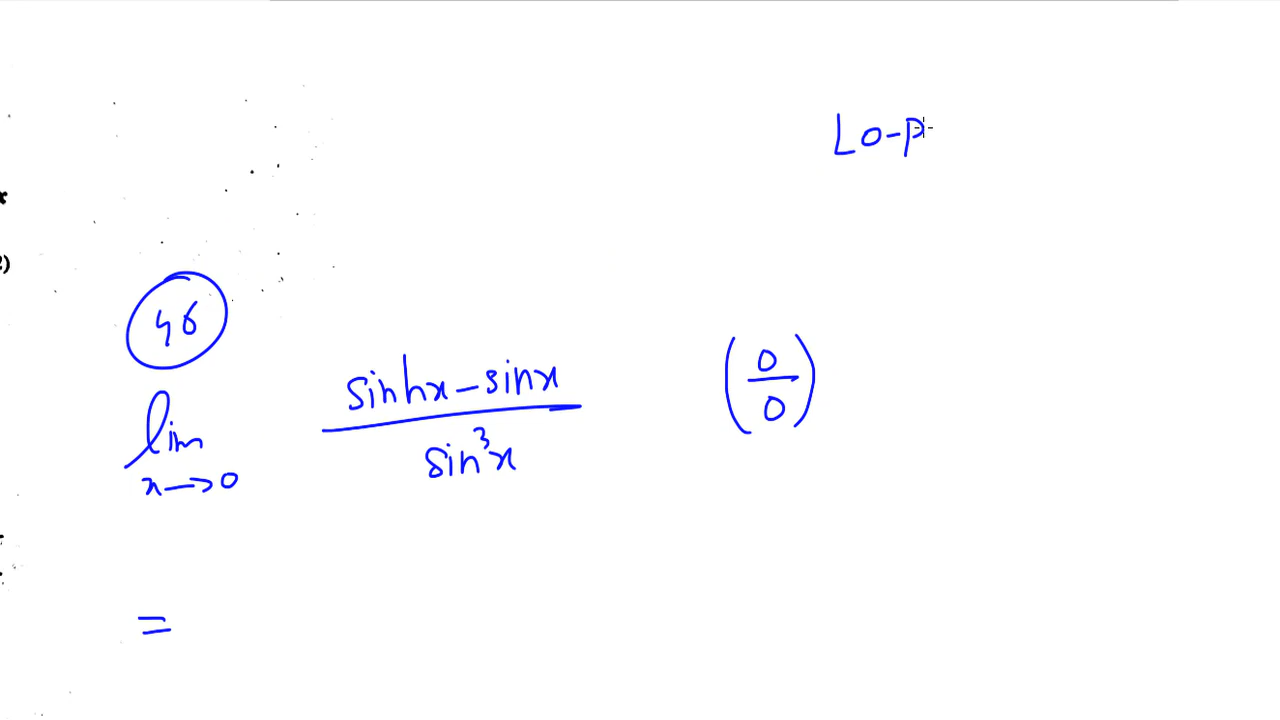 Lo-P
46
lim x→0 (sinhx - sinx)/(sin³x) (0/0)
=